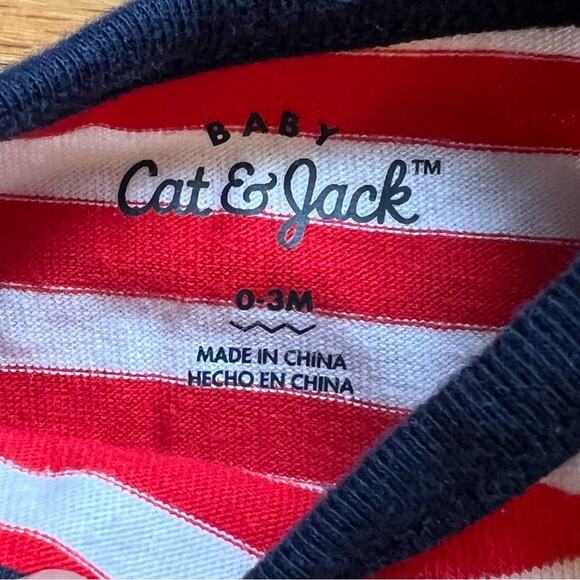 BABY
Cat & Jack™
0-3M
MADE IN CHINA
HECHO EN CHINA